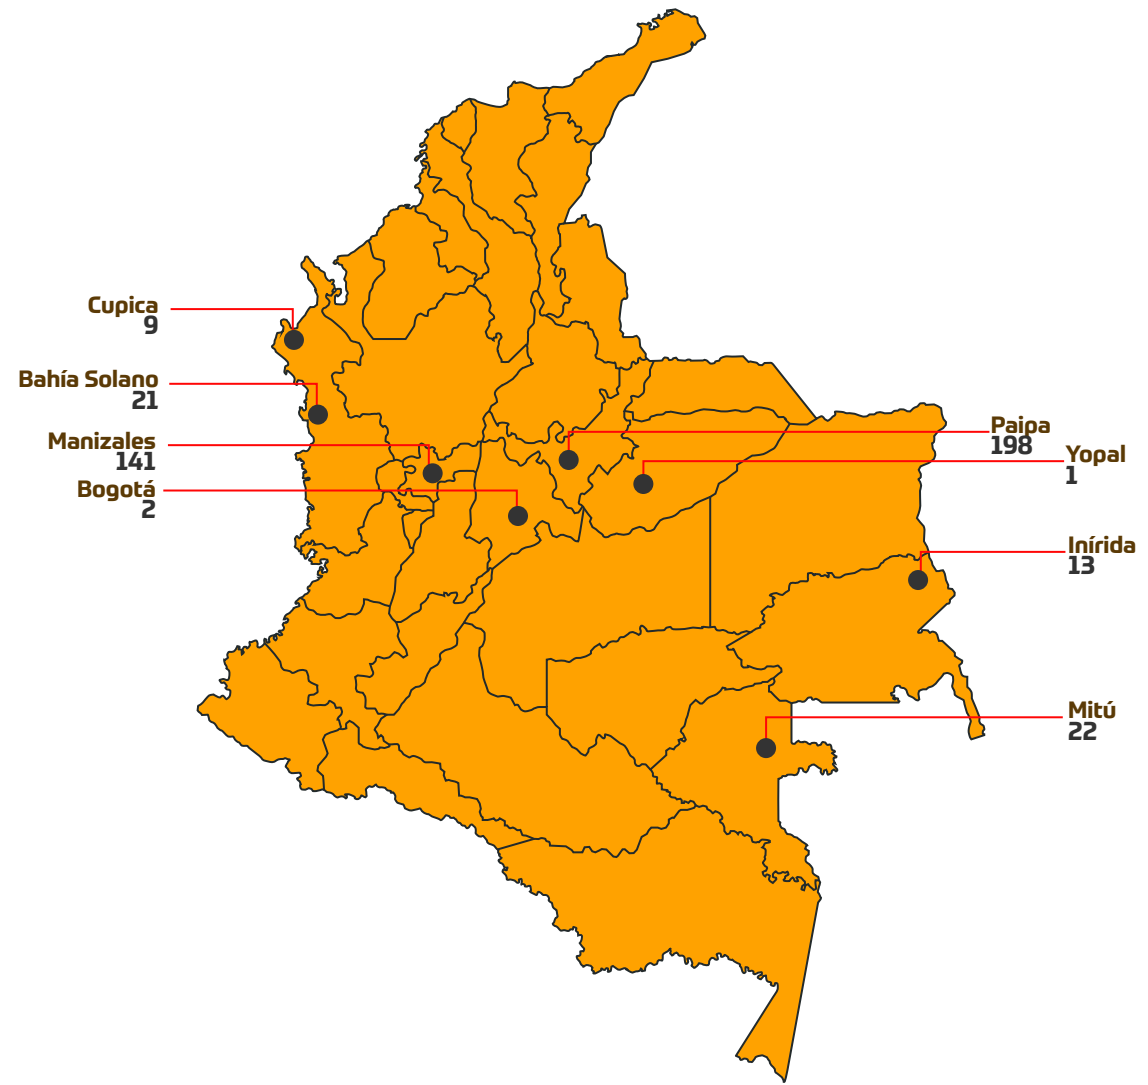 Cupica
9
Bahía Solano
21
Manizales
141
Bogotá
2
Paipa
198
Yopal
1
Inírida
13
Mitú
22